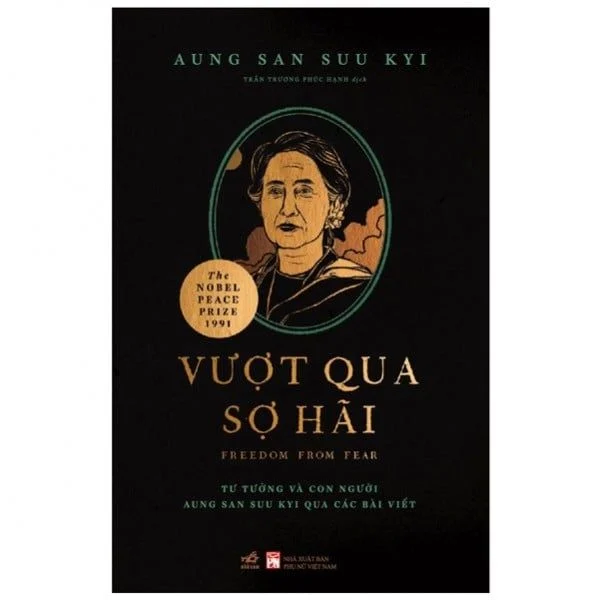 AUNG SAN SUU KYI
TRẦN TRƯƠNG PHÚC HẠNH dịch
The
NOBEL
PEACE
PRIZE
1991
VƯỢT QUA
SỢ HÃI
FREEDOM FROM FEAR
TƯ TƯỞNG VÀ CON NGƯỜI
AUNG SAN SUU KYI QUA CÁC BÀI VIẾT
NHÀ XUẤT BẢN
PHỤ NỮ VIỆT NAM